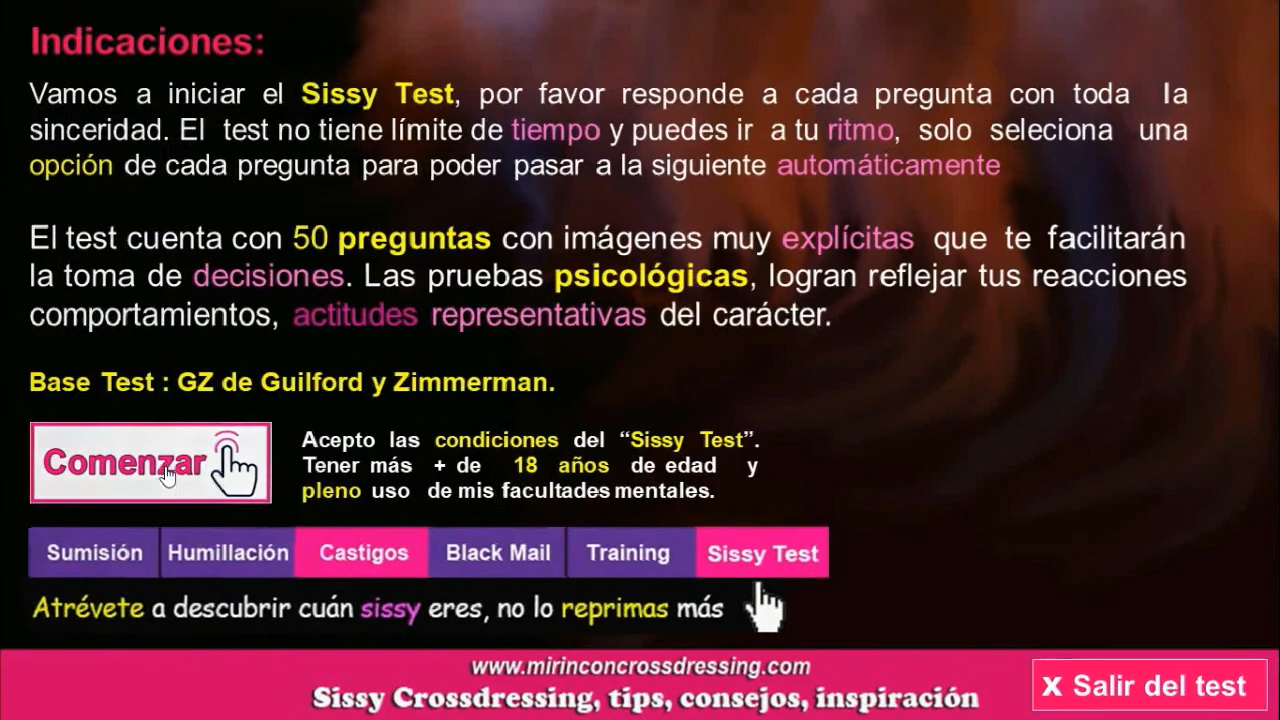 Indicaciones:
Vamos a iniciar el Sissy Test, por favor responde a cada pregunta con toda la
sinceridad. El test no tiene límite de tiempo y puedes ir a tu ritmo, solo selecciona una
opción de cada pregunta para poder pasar a la siguiente automáticamente
El test cuenta con 50 preguntas con imágenes muy explícitas que te facilitarán
la toma de decisiones. Las pruebas psicológicas, logran reflejar tus reacciones
comportamientos, actitudes representativas del carácter.
Base Test : GZ de Guilford y Zimmerman.
Comenzar
Acepto las condiciones del “Sissy Test”.
Tener más + de 18 años de edad y
pleno uso de mis facultades mentales.
Sumisión Humillación Castigos Black Mail Training Sissy Test
Atrévete a descubrir cuán sissy eres, no lo reprimas más
www.mirinconcrossdressing.com
Sissy Crossdressing, tips, consejos, inspiración
x Salir del test